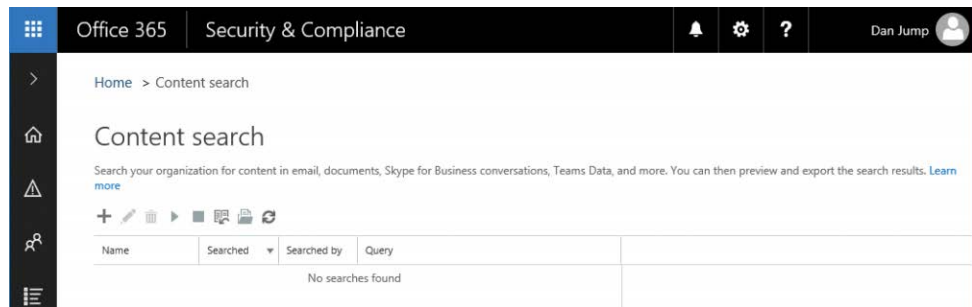 Office 365 Security & Compliance ? Dan Jump
Home > Content search
Content search
Search your organization for content in email, documents, Skype for Business conversations, Teams Data, and more. You can then preview and export the search results. Learn
more
Name Searched Searched by Query
No searches found